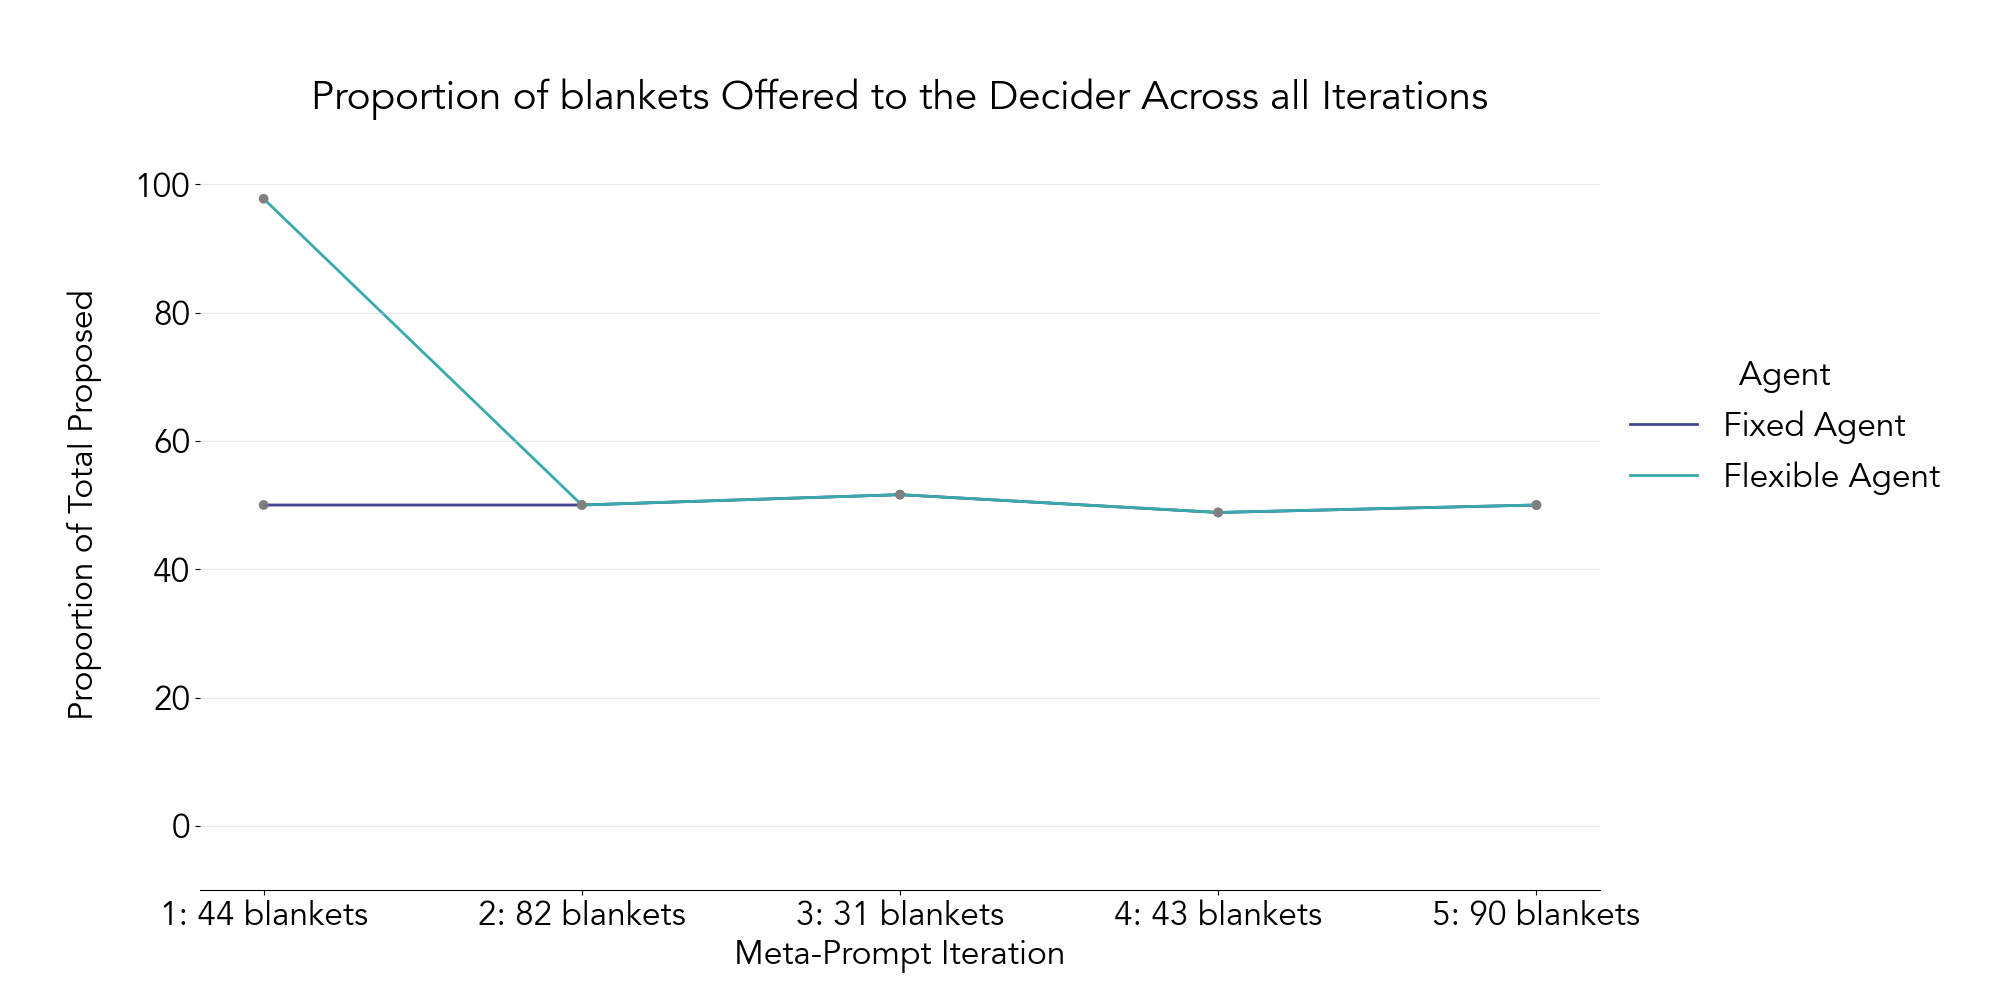 Proportion of blankets Offered to the Decider Across all Iterations
Proportion of Total Proposed
100
80
60
40
20
0
1: 44 blankets
2: 82 blankets
3: 31 blankets
4: 43 blankets
5: 90 blankets
Meta-Prompt Iteration
Agent
Fixed Agent
Flexible Agent